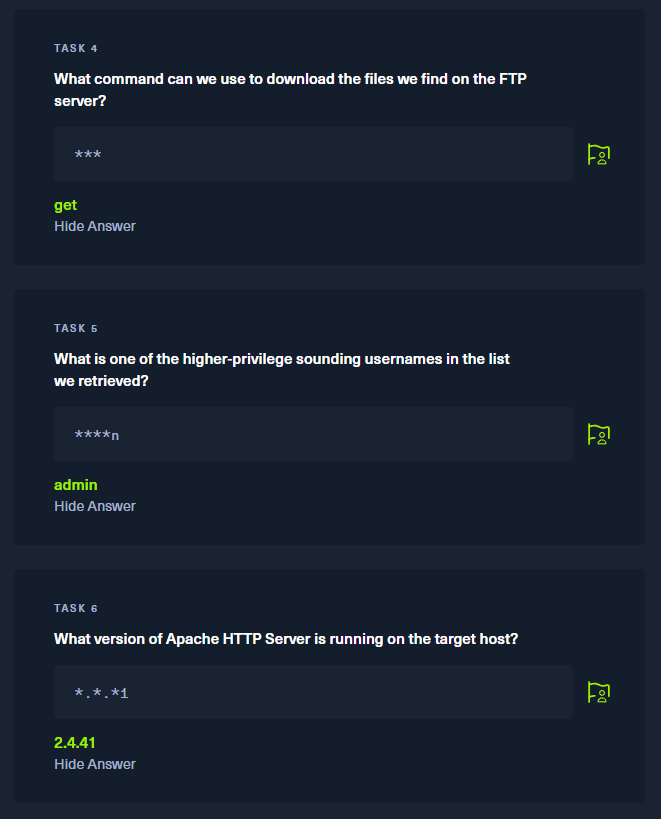 TASK 4
What command can we use to download the files we find on the FTP
server?
***
get
Hide Answer
TASK 5
What is one of the higher-privilege sounding usernames in the list
we retrieved?
****n
admin
Hide Answer
TASK 6
What version of Apache HTTP Server is running on the target host?
*.*.*1
2.4.41
Hide Answer